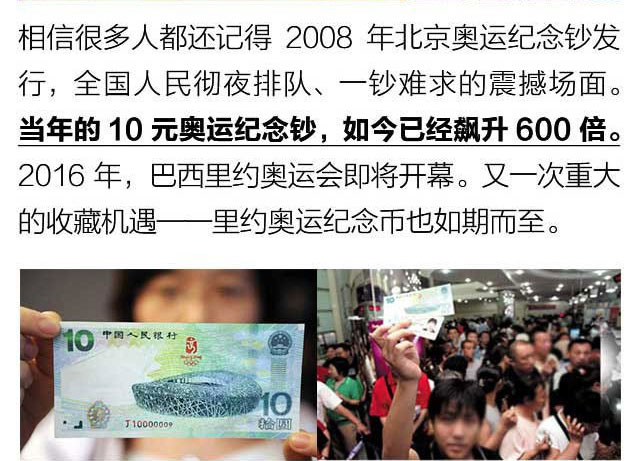 相信很多人都还记得 2008 年北京奥运纪念钞发
行，全国人民彻夜排队、一钞难求的震撼场面。
当年的 10 元奥运纪念钞，如今已经飙升 600 倍。
2016 年，巴西里约奥运会即将开幕。又一次重大
的收藏机遇——里约奥运纪念币也如期而至。
10
中国人民银行
J10000009
10
拾圆